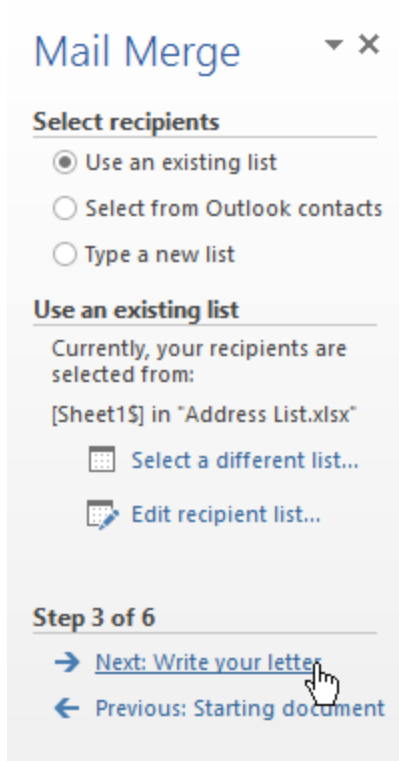 Mail Merge
Select recipients
Use an existing list
Select from Outlook contacts
Type a new list
Use an existing list
Currently, your recipients are
selected from:
[Sheet1$] in "Address List.xlsx"
Select a different list...
Edit recipient list...
Step 3 of 6
Next: Write your letter
Previous: Starting document